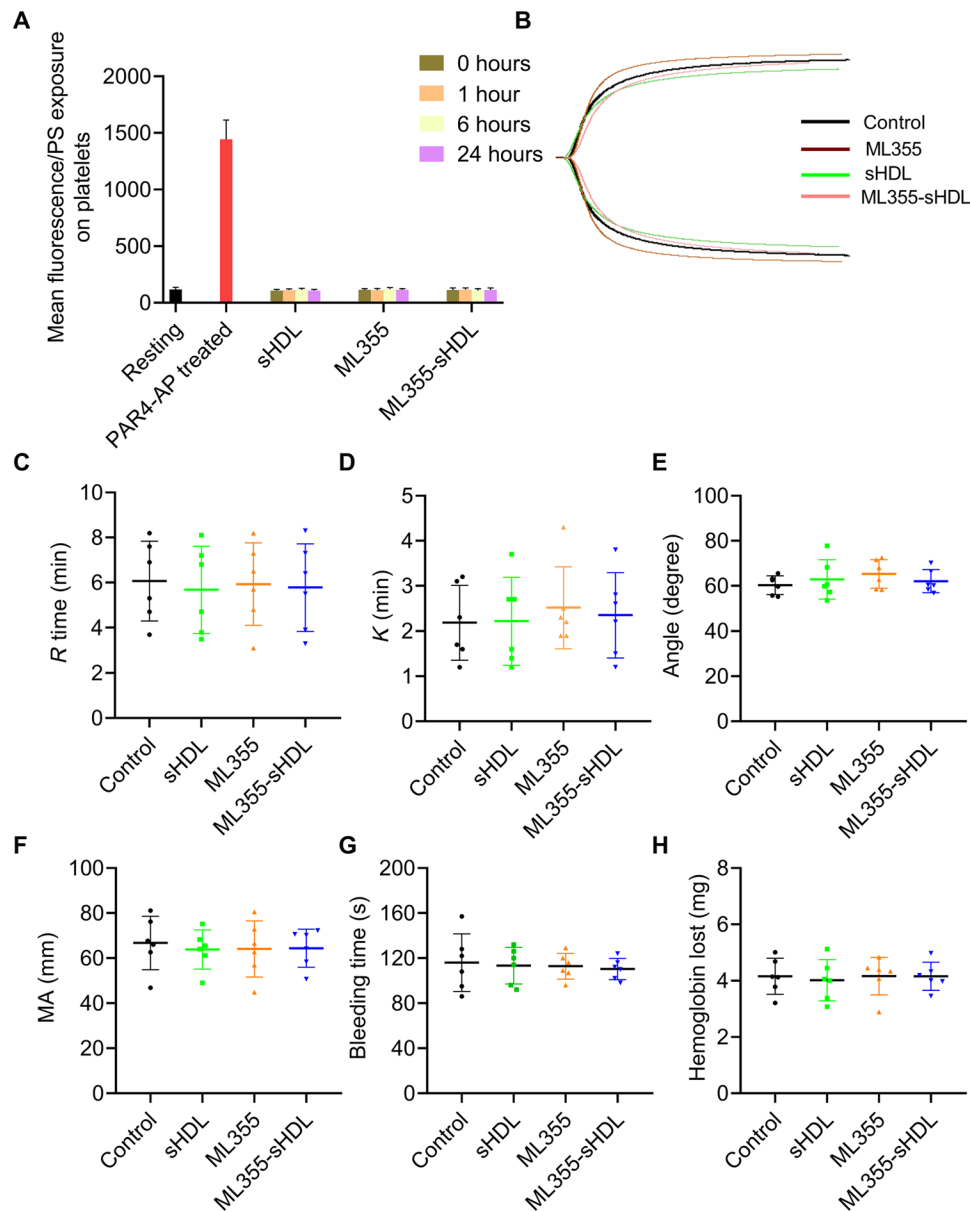 A
Mean fluorescence/PS exposure
on platelets
2000
1500
1000
500
0
0 hours
1 hour
6 hours
24 hours
Resting
PAR4-AP treated
sHDL
ML355
ML355-sHDL
B
Control
ML355
sHDL
ML355-sHDL
C
R time (min)
10
8
6
4
2
0
Control
sHDL
ML355
ML355-sHDL
D
K (min)
5
4
3
2
1
0
Control
sHDL
ML355
ML355-sHDL
E
Angle (degree)
100
80
60
40
20
0
Control
sHDL
ML355
ML355-sHDL
F
MA (mm)
100
80
60
40
20
0
Control
sHDL
ML355
ML355-sHDL
G
Bleeding time (s)
200
160
120
80
40
0
Control
sHDL
ML355
ML355-sHDL
H
Hemoglobin lost (mg)
8
6
4
2
0
Control
sHDL
ML355
ML355-sHDL